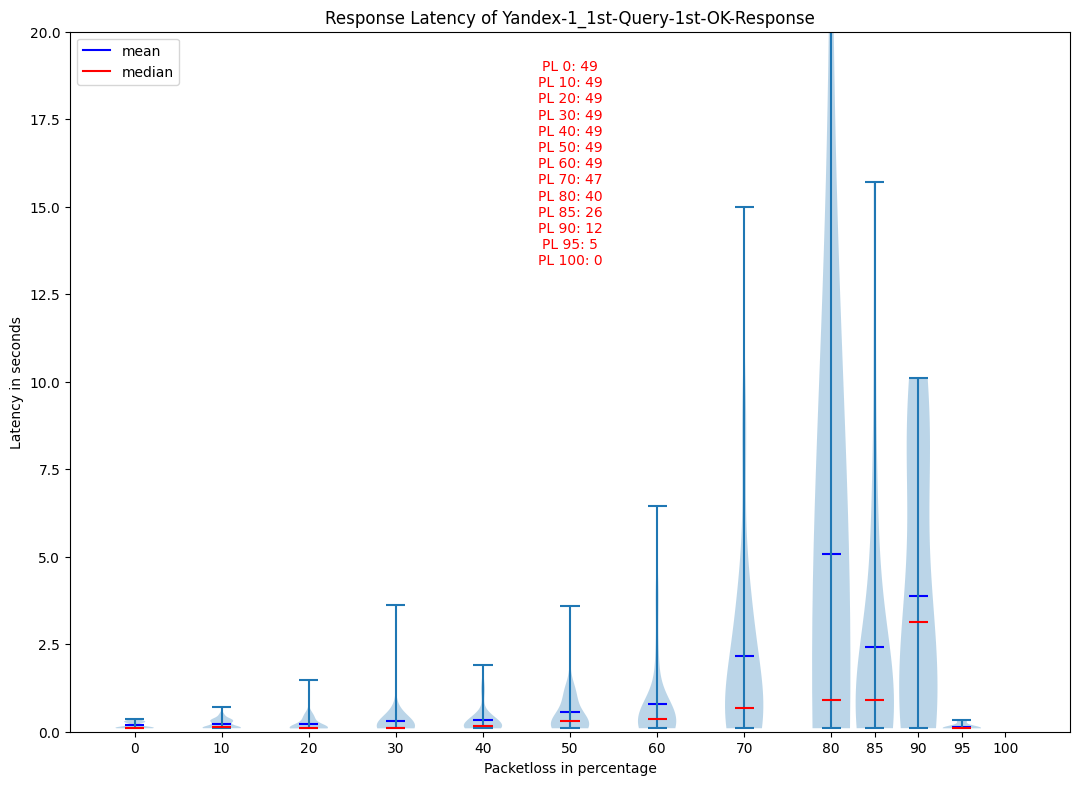 Response Latency of Yandex-1_1st-Query-1st-OK-Response
mean
median
PL 0: 49
PL 10: 49
PL 20: 49
PL 30: 49
PL 40: 49
PL 50: 49
PL 60: 49
PL 70: 47
PL 80: 40
PL 85: 26
PL 90: 12
PL 95: 5
PL 100: 0
Latency in seconds
20.0
17.5
15.0
12.5
10.0
7.5
5.0
2.5
0.0
0 10 20 30 40 50 60 70 80 85 90 95 100
Packetloss in percentage